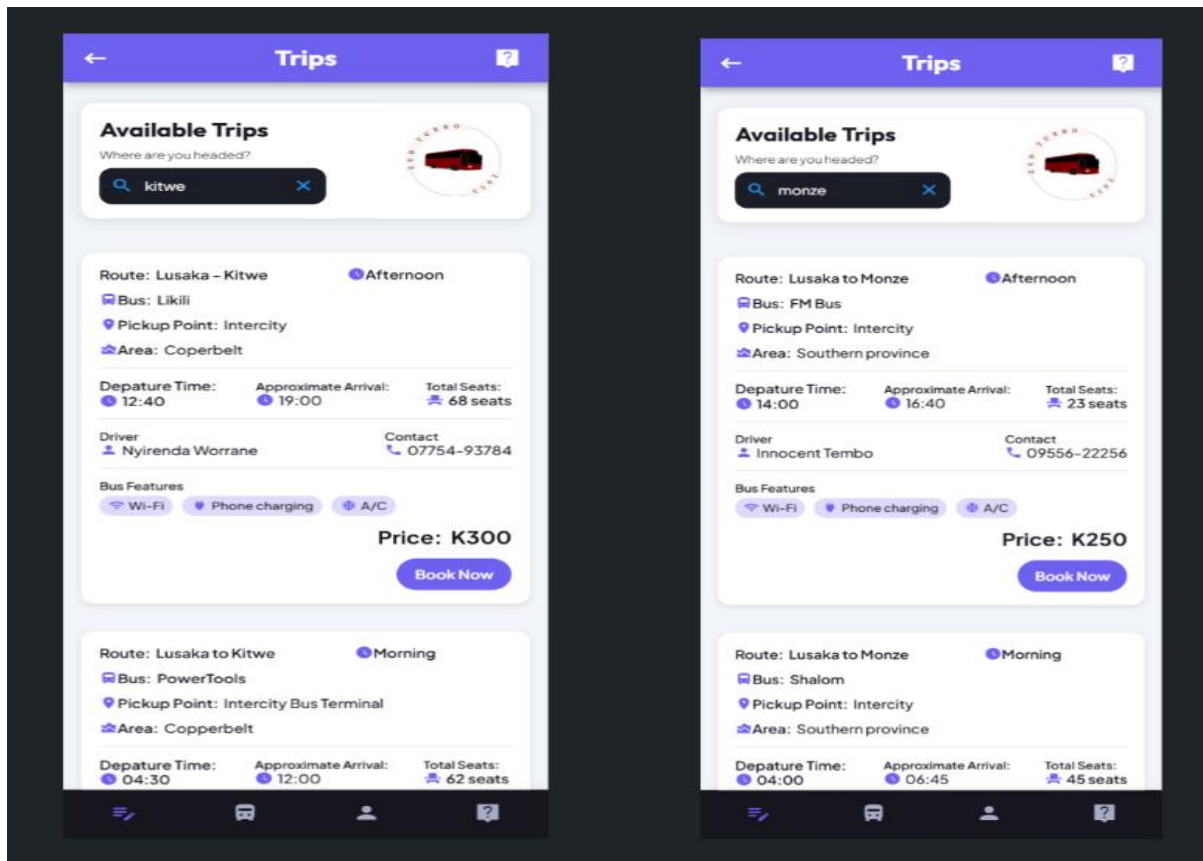 Trips
Available Trips
Where are you headed?
kitwe
Route: Lusaka - Kitwe Afternoon
Bus: Likili
Pickup Point: Intercity
Area: Coperbelt
Depature Time: Approximate Arrival: Total Seats:
12:40 19:00 68 seats
Driver Contact
Nyirenda Worrane 07754-93784
Bus Features
Wi-Fi Phone charging A/C
Price: K300
Book Now
Route: Lusaka to Kitwe Morning
Bus: PowerTools
Pickup Point: Intercity Bus Terminal
Area: Copperbelt
Depature Time: Approximate Arrival: Total Seats:
04:30 12:00 62 seats
Trips
Available Trips
Where are you headed?
monze
Route: Lusaka to Monze Afternoon
Bus: FM Bus
Pickup Point: Intercity
Area: Southern province
Depature Time: Approximate Arrival: Total Seats:
14:00 16:40 23 seats
Driver Contact
Innocent Tembo 09556-22256
Bus Features
Wi-Fi Phone charging A/C
Price: K250
Book Now
Route: Lusaka to Monze Morning
Bus: Shalom
Pickup Point: Intercity
Area: Southern province
Depature Time: Approximate Arrival: Total Seats:
04:00 06:45 45 seats